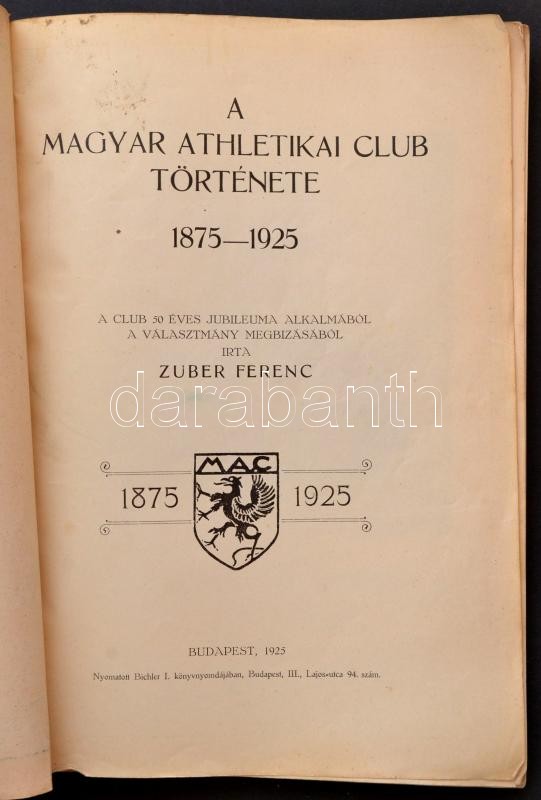 A
MAGYAR ATHLETIKAI CLUB
TÖRTÉNETE
1875—1925
A CLUB 50 ÉVES JUBILEUMA ALKALMÁBÓL
A VÁLASZTMÁNY MEGBIZÁSÁBÓL
IRTA
ZUBER FERENC
darabanth
MAC
1875 1925
BUDAPEST, 1925
Nyomatott Bichler I. könyvnyomdájában, Budapest, III., Lajos-utca 94. szám.